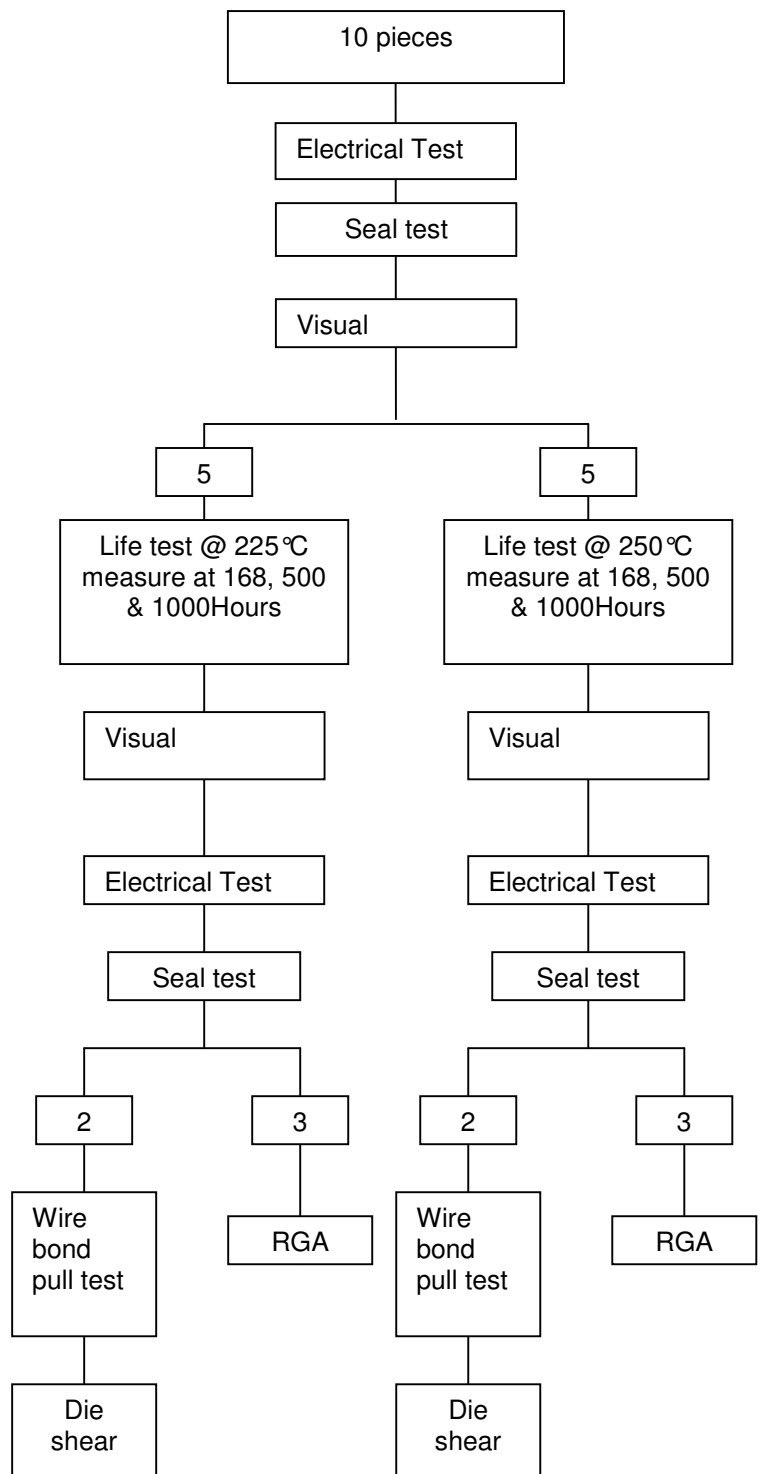 10 pieces
Electrical Test
Seal test
Visual
5
5
Life test @ 225°C
measure at 168, 500
& 1000Hours
Life test @ 250°C
measure at 168, 500
& 1000Hours
Visual
Visual
Electrical Test
Electrical Test
Seal test
Seal test
2
3
2
3
Wire
bond
pull test
RGA
Wire
bond
pull test
RGA
Die
shear
Die
shear